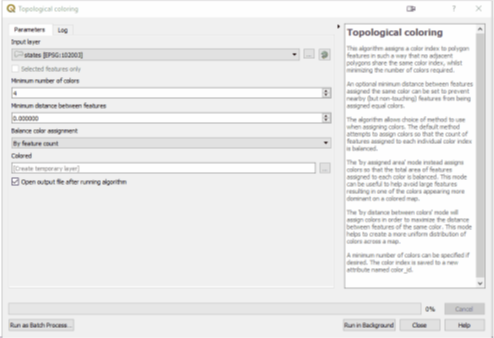 Topological coloring
Parameters Log
Input layer
states [EPSG:102003]
Selected features only
Minimum number of colors
4
Minimum distance between features
0.000000
Balance color assignment
By feature count
Colored
[Create temporary layer]
Open output file after running algorithm
Topological coloring
This algorithm assigns a color index to polygon
features in such a way that no adjacent
polygons share the same color index, whilst
minimizing the number of colors required.
An optional minimum distance between features
assigned the same color can be set to prevent
nearby (but non-touching) features from being
assigned equal colors.
The algorithm allows choice of method to use
when assigning colors. The default method
attempts to assign colors so that the count of
features assigned to each individual color index
is balanced.
The 'by assigned area' mode instead assigns
colors so that the total area of features
assigned to each color is balanced. This mode
can be useful to help avoid large features
resulting in one of the colors appearing more
dominant on a colored map.
The 'by distance between colors' mode will
assign colors in order to maximize the distance
between features of the same color. This mode
helps to create a more uniform distribution of
colors across a map.
A minimum number of colors can be specified if
desired. The color index is saved to a new
attribute named color_id.
0% Cancel
Run as Batch Process... Run in Background Close Help